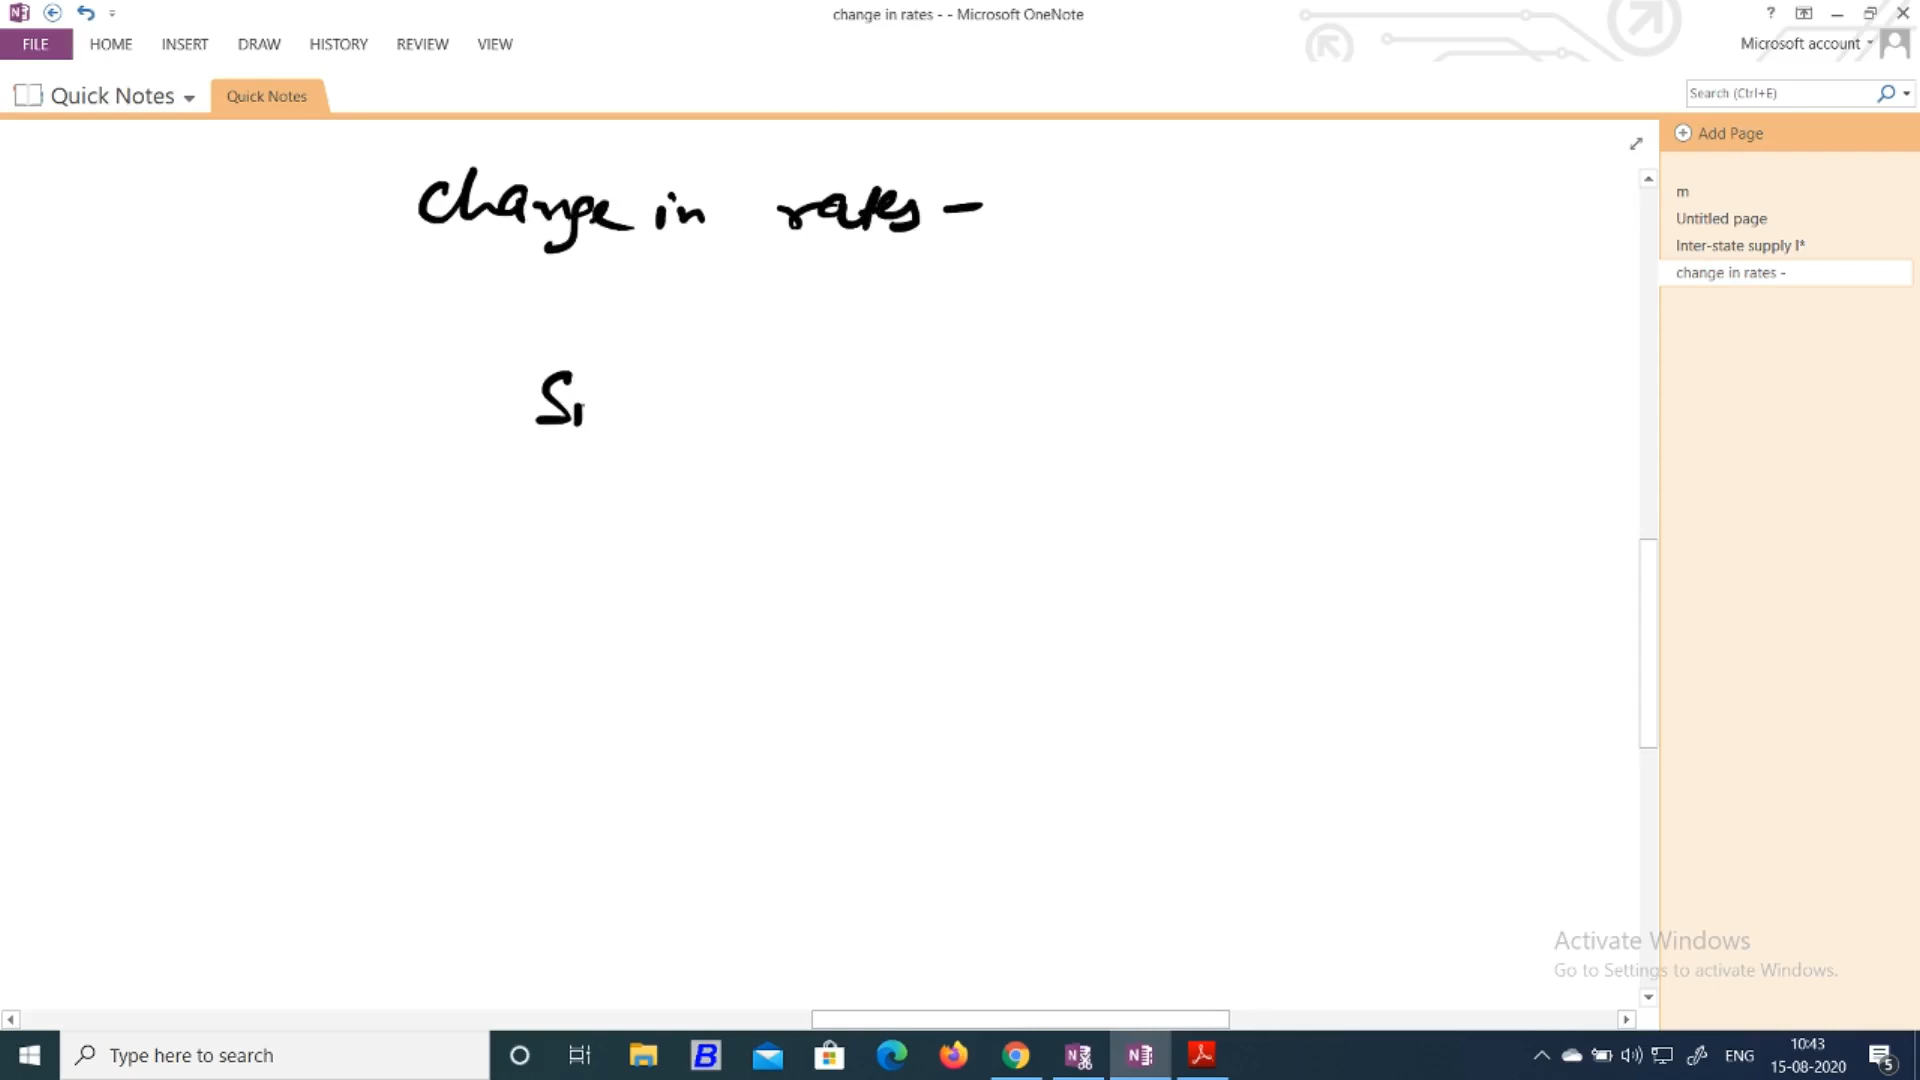 change in rates - - Microsoft OneNote
?
FILE HOME INSERT DRAW HISTORY REVIEW VIEW
Microsoft account
Quick Notes
Quick Notes
Search (Ctrl+E)
Add Page
m
Untitled page
Inter-state supply I*
change in rates -
change in rates -
Activate Windows
Go to Settings to activate Windows.
Type here to search
B
ENG
10:43
15-08-2020
5